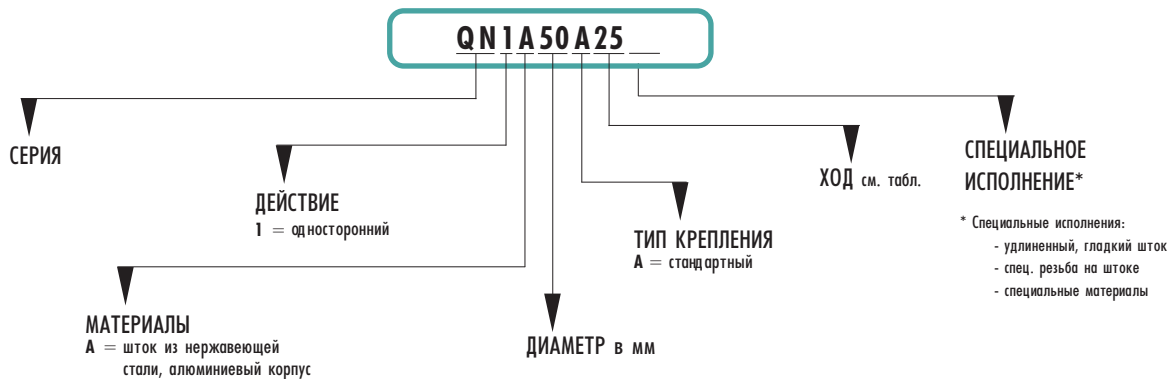 QN1A50A25
СЕРИЯ
ДЕЙСТВИЕ
1 = односторонний
МАТЕРИАЛЫ
A = шток из нержавеющей
стали, алюминиевый корпус
ДИАМЕТР в мм
ТИП КРЕПЛЕНИЯ
A = стандартный
ХОД см. табл.
СПЕЦИАЛЬНОЕ
ИСПОЛНЕНИЕ*
* Специальные исполнения:
- удлиненный, гладкий шток
- спец. резьба на штоке
- специальные материалы